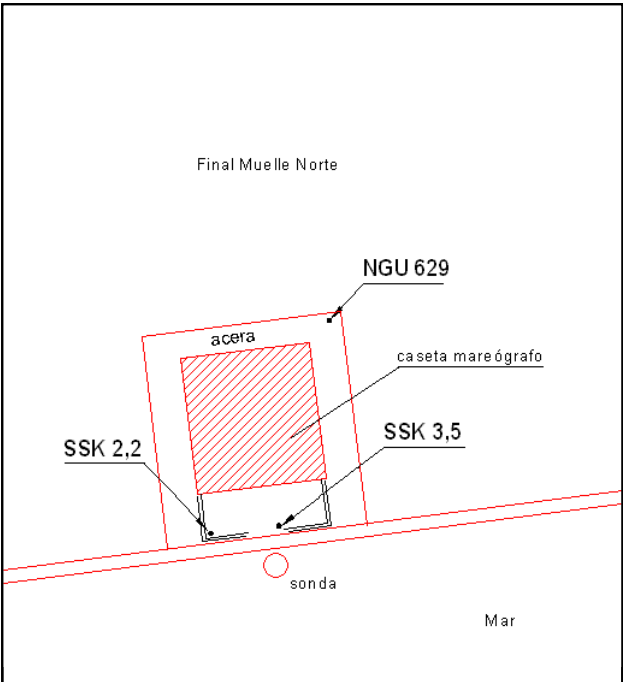 Final Muelle Norte
NGU 629
acera
caseta mareógrafo
SSK 3,5
SSK 2,2
sonda
Mar